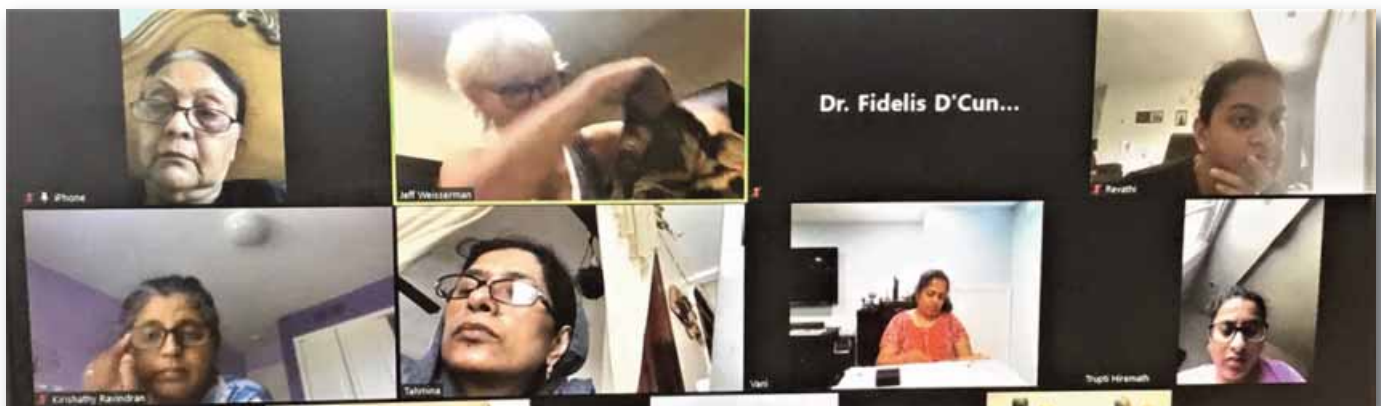 Dr. Fidelis D'Cun...
iPhone
Jeff Weisserman
Revathi
Kirishathy Ravindran
Tahmina
Vani
Trupti Hiremath